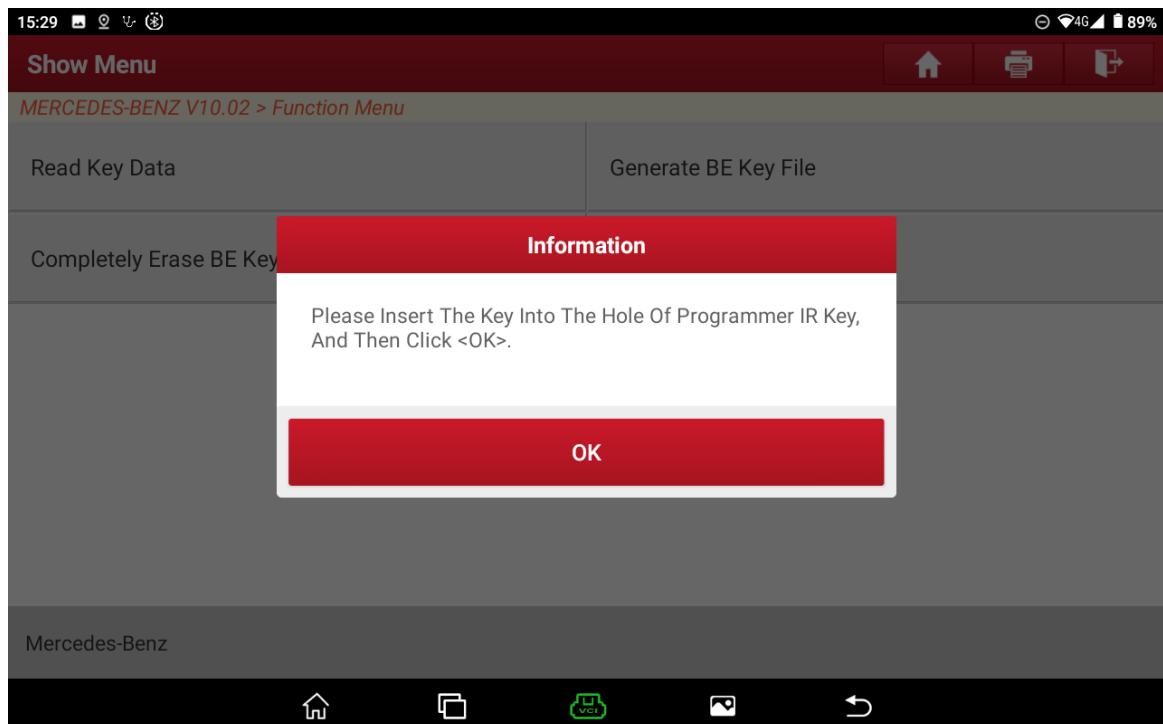 15:29
4G 89%
Show Menu
MERCEDES-BENZ V10.02 > Function Menu
Read Key Data
Generate BE Key File
Completely Erase BE Key
Information
Please Insert The Key Into The Hole Of Programmer IR Key,
And Then Click <OK>.
OK
Mercedes-Benz
VCI